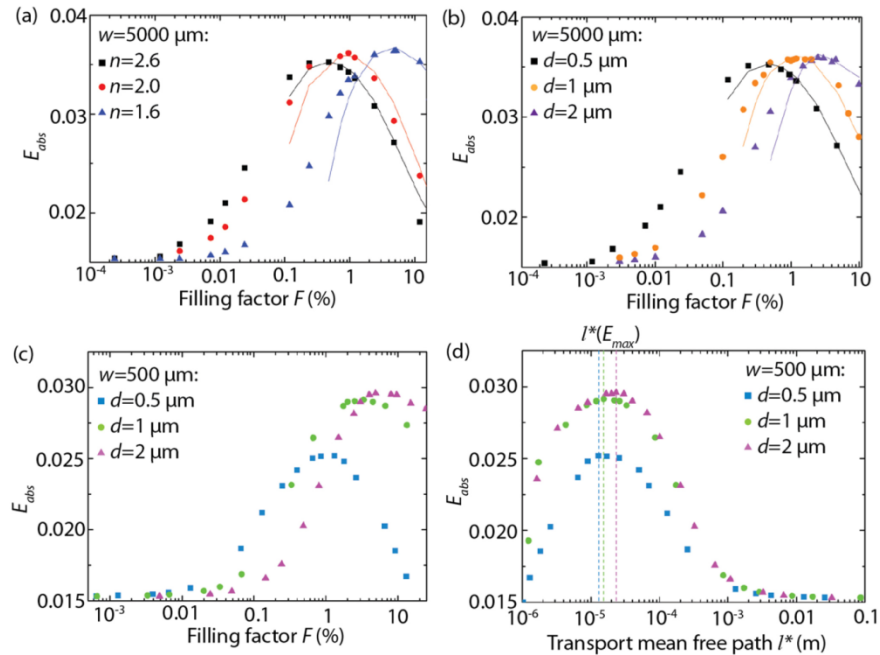 (a)
w=5000 μm:
n=2.6
n=2.0
n=1.6
0.04
0.03
0.02
E_abs
10⁻⁴ 10⁻³ 0.01 0.1 1 10
Filling factor F (%)
(b)
w=5000 μm:
d=0.5 μm
d=1 μm
d=2 μm
0.04
0.03
0.02
E_abs
10⁻⁴ 10⁻³ 0.01 0.1 1 10
Filling factor F (%)
(c)
w=500 μm:
d=0.5 μm
d=1 μm
d=2 μm
0.030
0.025
0.020
0.015
E_abs
10⁻³ 0.01 0.1 1 10
Filling factor F (%)
l*(E_max)
(d)
w=500 μm:
d=0.5 μm
d=1 μm
d=2 μm
0.030
0.025
0.020
0.015
E_abs
10⁻⁶ 10⁻⁵ 10⁻⁴ 10⁻³ 0.01 0.1
Transport mean free path l* (m)